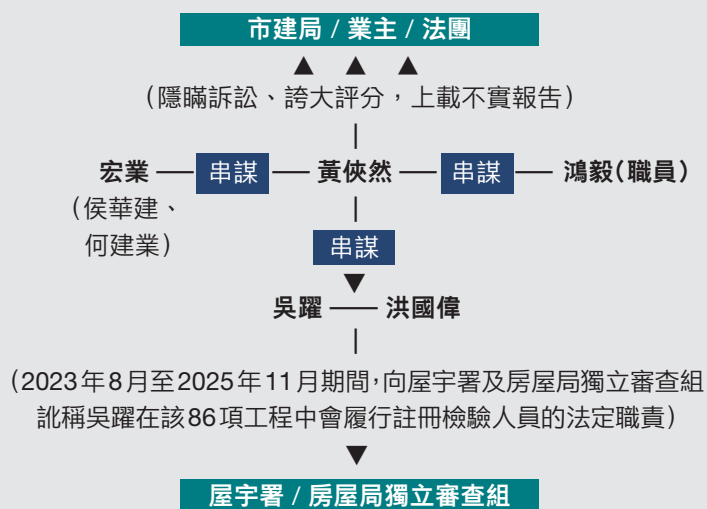 市建局 / 業主 / 法團
▲ ▲ ▲
（隱瞞訴訟、誇大評分，上載不實報告）
宏業 — 串謀 — 黃俠然 — 串謀 — 鴻毅(職員)
（侯華建、
何建業）
串謀
▼
吳躍 — 洪國偉
（2023年8月至2025年11月期間，向屋宇署及房屋局獨立審查組
訛稱吳躍在該86項工程中會履行註冊檢驗人員的法定職責）
▼
屋宇署 / 房屋局獨立審查組